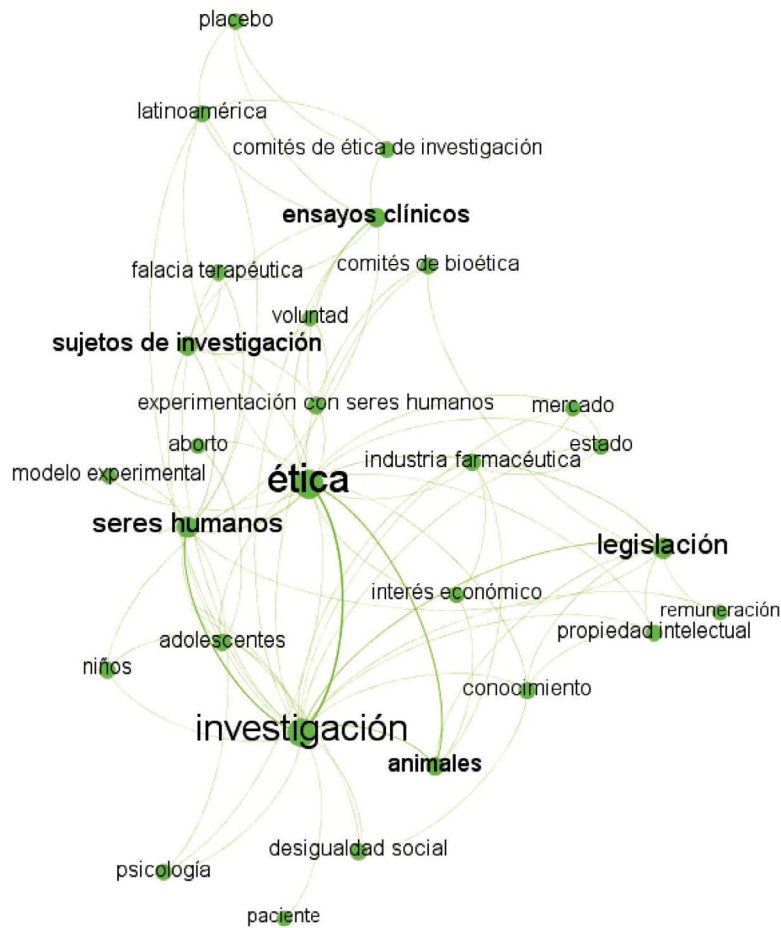 placebo
latinoamérica
comités de ética de investigación
ensayos clínicos
falacia terapéutica
comités de bioética
voluntad
sujetos de investigación
experimentación con seres humanos
mercado
aborto
estado
modelo experimental
industria farmacéutica
ética
seres humanos
legislación
interés económico
remuneración
adolescentes
propiedad intelectual
niños
conocimiento
investigación
animales
desigualdad social
psicología
paciente